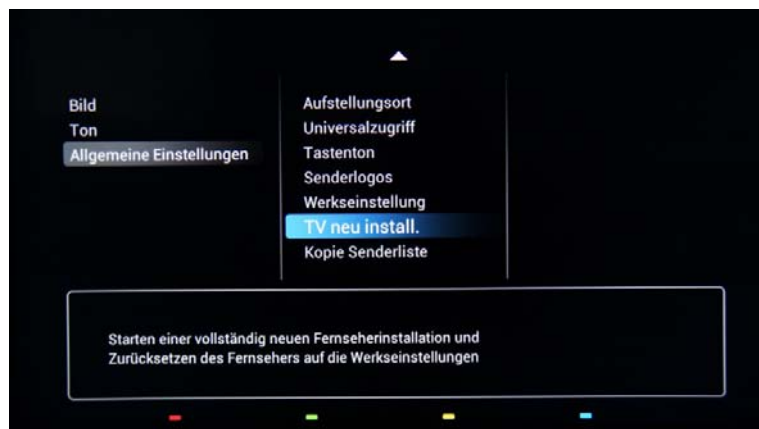 Bild
Ton
Allgemeine Einstellungen
Aufstellungsort
Universalzugriff
Tastenton
Senderlogos
Werkseinstellung
TV neu install.
Kopie Senderliste
Starten einer vollständig neuen Fernseherinstallation und
Zurücksetzen des Fernsehers auf die Werkseinstellungen